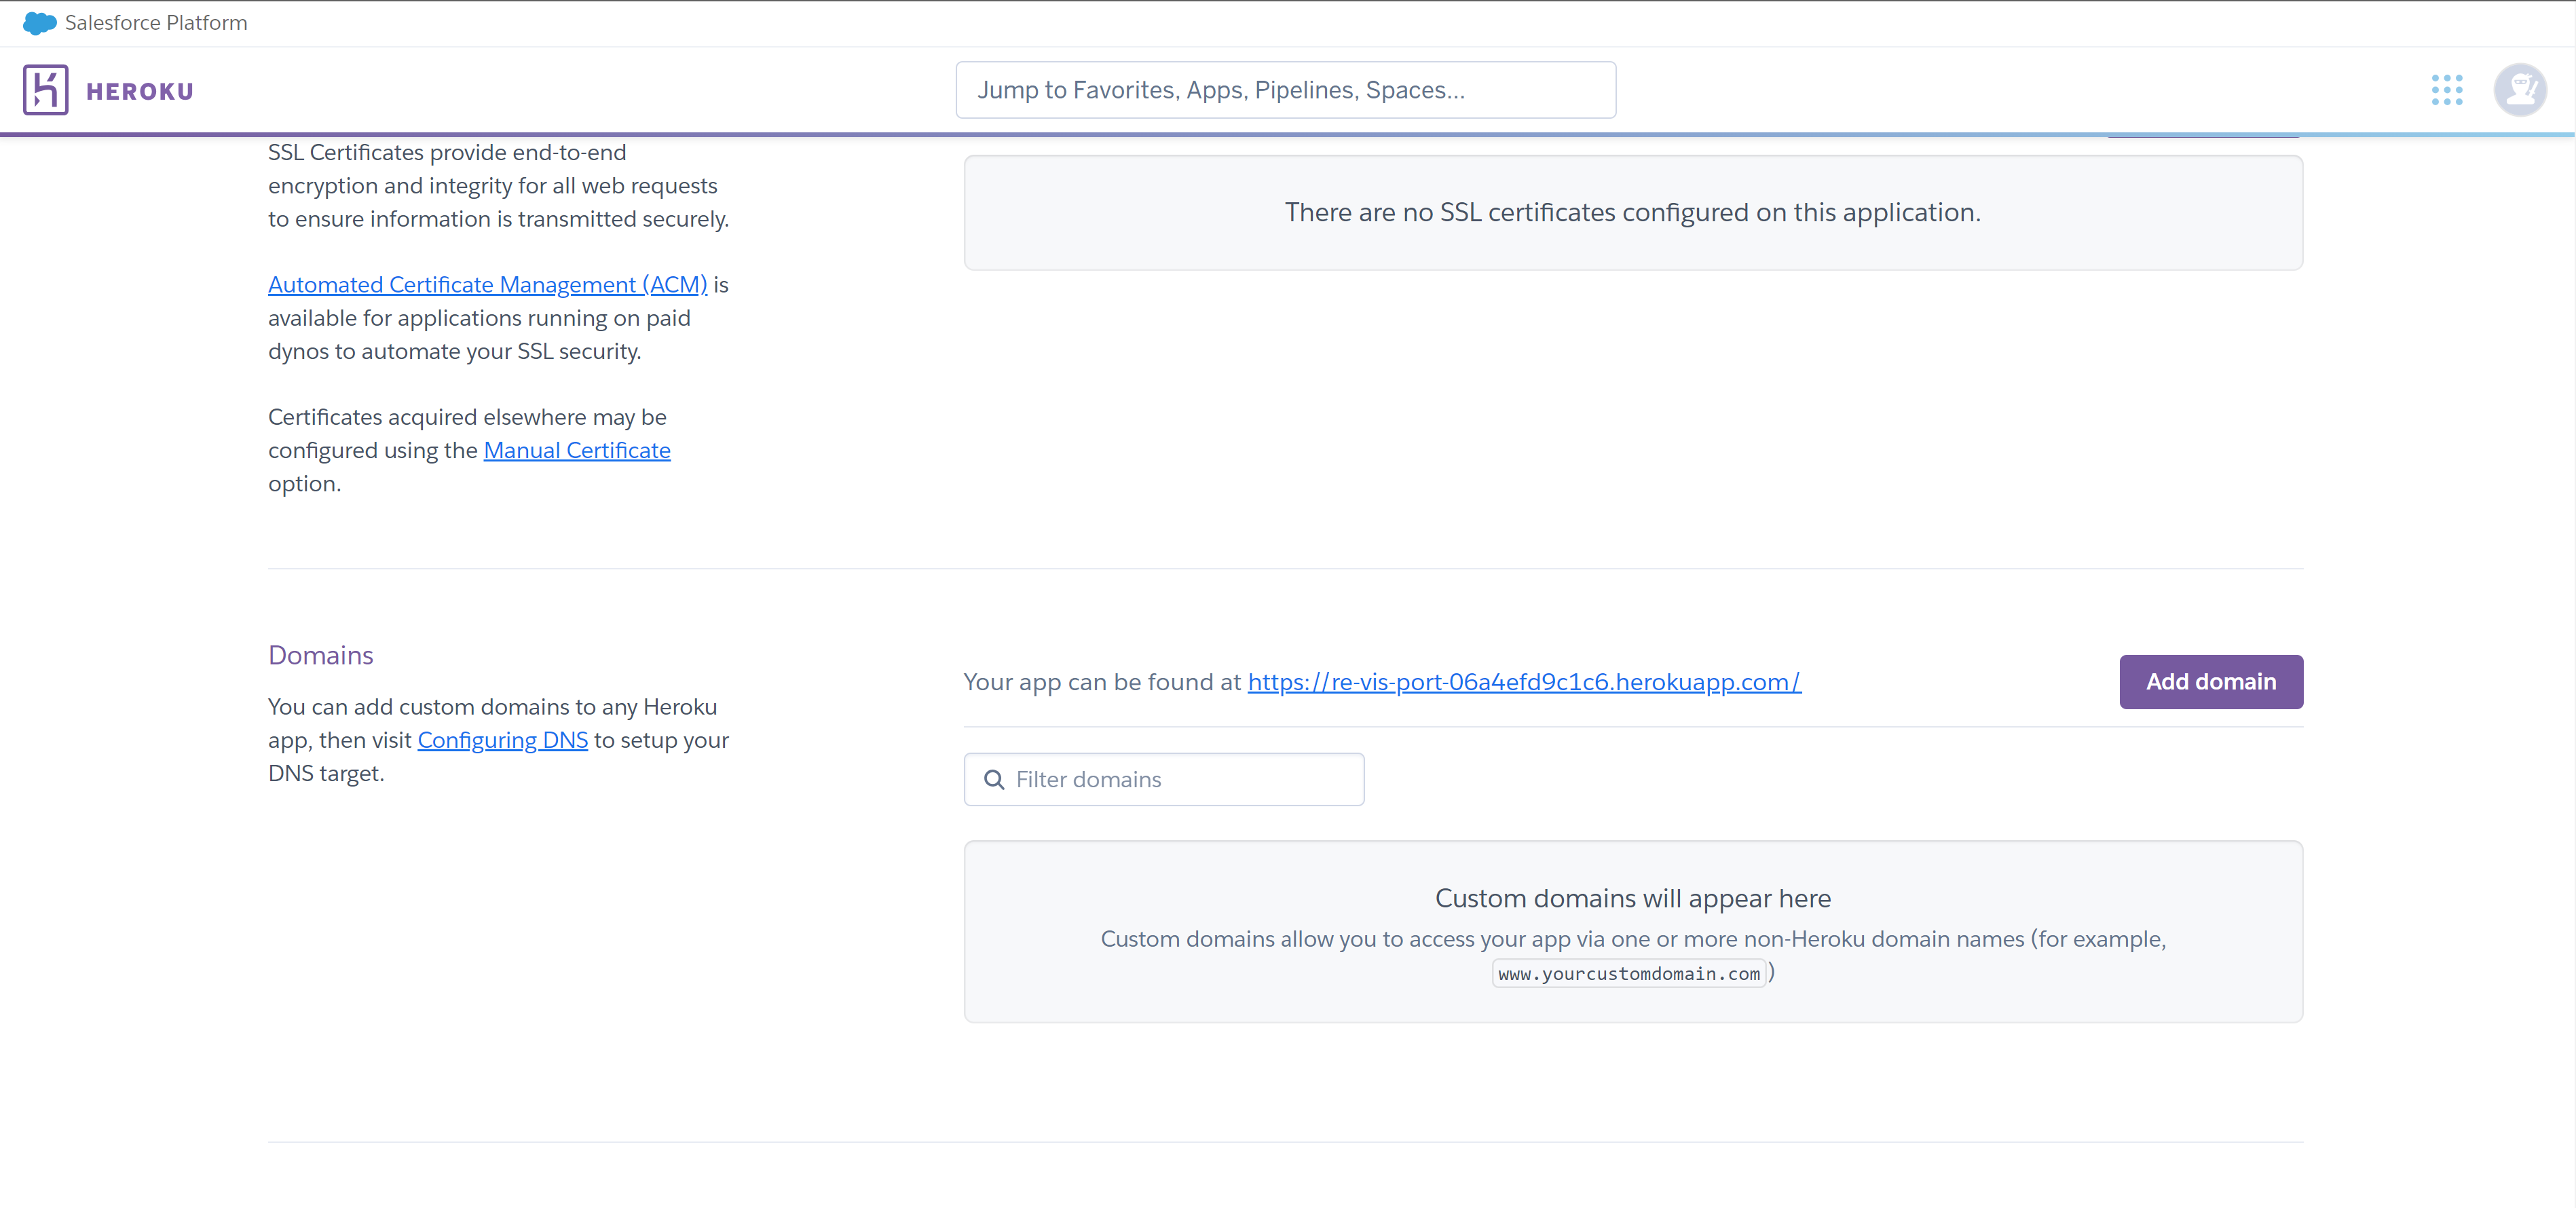 Salesforce Platform
HEROKU
Jump to Favorites, Apps, Pipelines, Spaces...
SSL Certificates provide end-to-end
encryption and integrity for all web requests
to ensure information is transmitted securely.
Automated Certificate Management (ACM) is
available for applications running on paid
dynos to automate your SSL security.
Certificates acquired elsewhere may be
configured using the Manual Certificate
option.
There are no SSL certificates configured on this application.
Domains
You can add custom domains to any Heroku
app, then visit Configuring DNS to setup your
DNS target.
Your app can be found at https://re-vis-port-06a4efd9c1c6.herokuapp.com/
Add domain
Filter domains
Custom domains will appear here
Custom domains allow you to access your app via one or more non-Heroku domain names (for example,
www.yourcustomdomain.com)